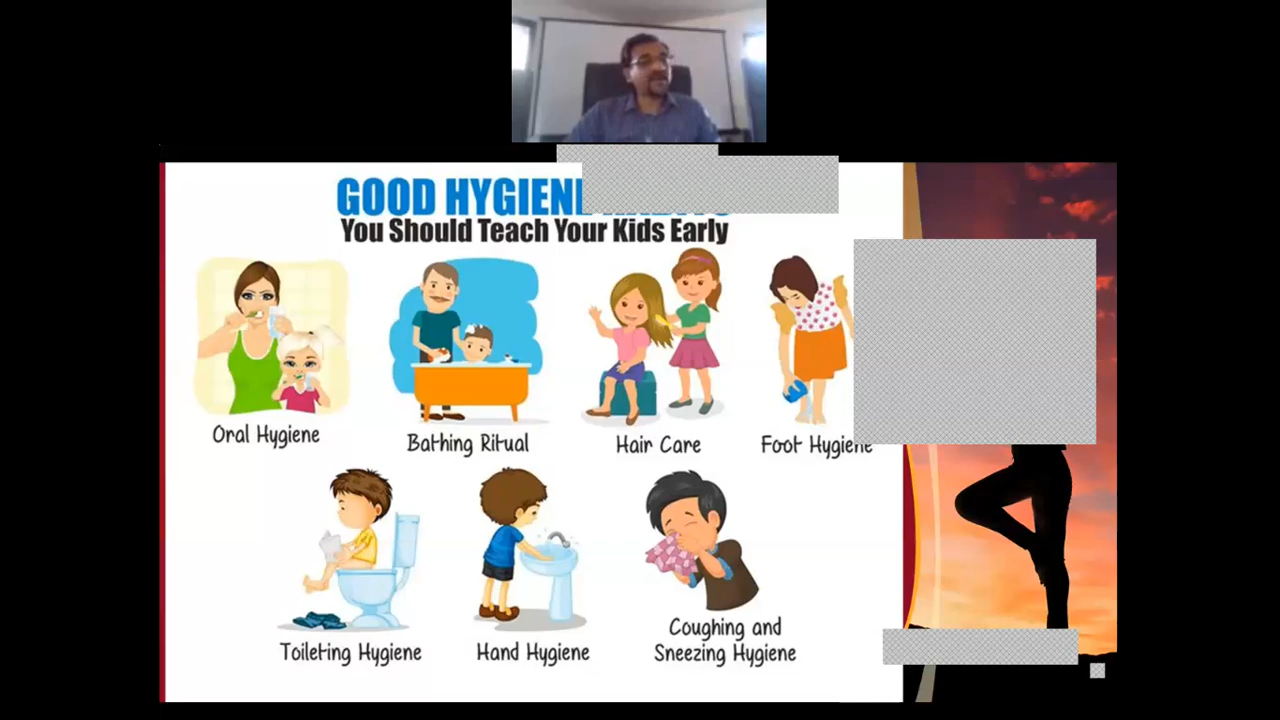 GOOD HYGIENE
You Should Teach Your Kids Early
Oral Hygiene
Bathing Ritual
Hair Care
Foot Hygiene
Toileting Hygiene
Hand Hygiene
Coughing and
Sneezing Hygiene